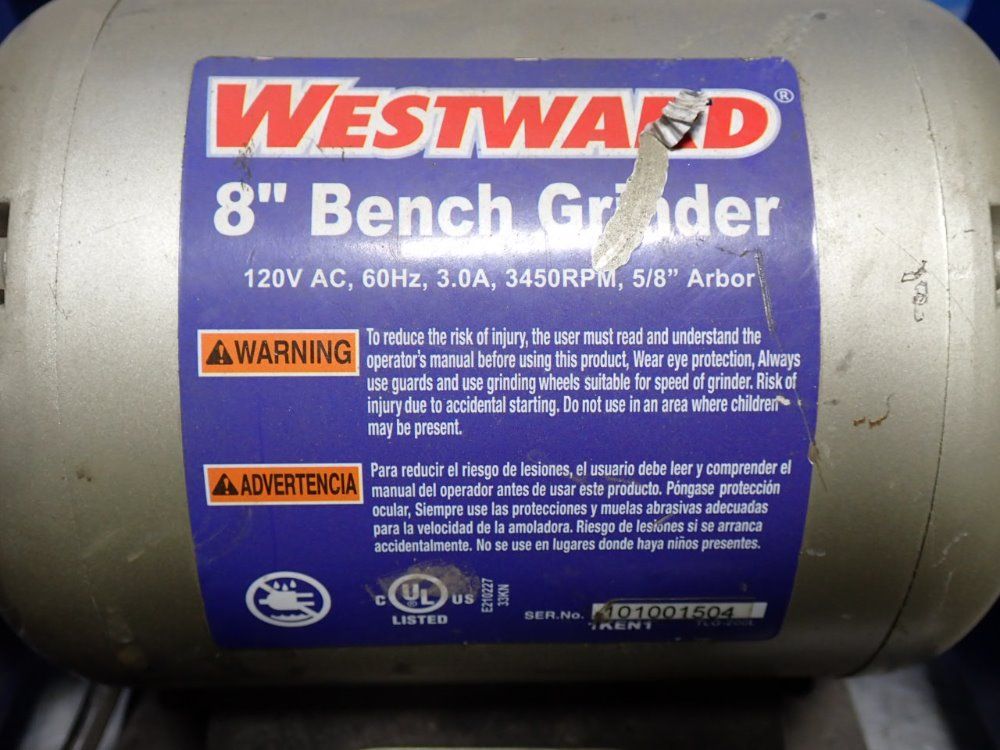 WESTWARD®
8" Bench Grinder
120V AC, 60Hz, 3.0A, 3450RPM, 5/8" Arbor
WARNING
To reduce the risk of injury, the user must read and understand the
operator's manual before using this product, Wear eye protection, Always
use guards and use grinding wheels suitable for speed of grinder. Risk of
injury due to accidental starting. Do not use in an area where children
may be present.
ADVERTENCIA
Para reducir el riesgo de lesiones, el usuario debe leer y comprender el
manual del operador antes de usar este producto. Póngase protección
ocular, Siempre use las protecciones y muelas abrasivas adecuadas
para la velocidad de la amoladora. Riesgo de lesiones si se arranca
accidentalmente. No se use en lugares donde haya niños presentes.
C UL® US
LISTED
E210227
33KN
SER.No. 101001504